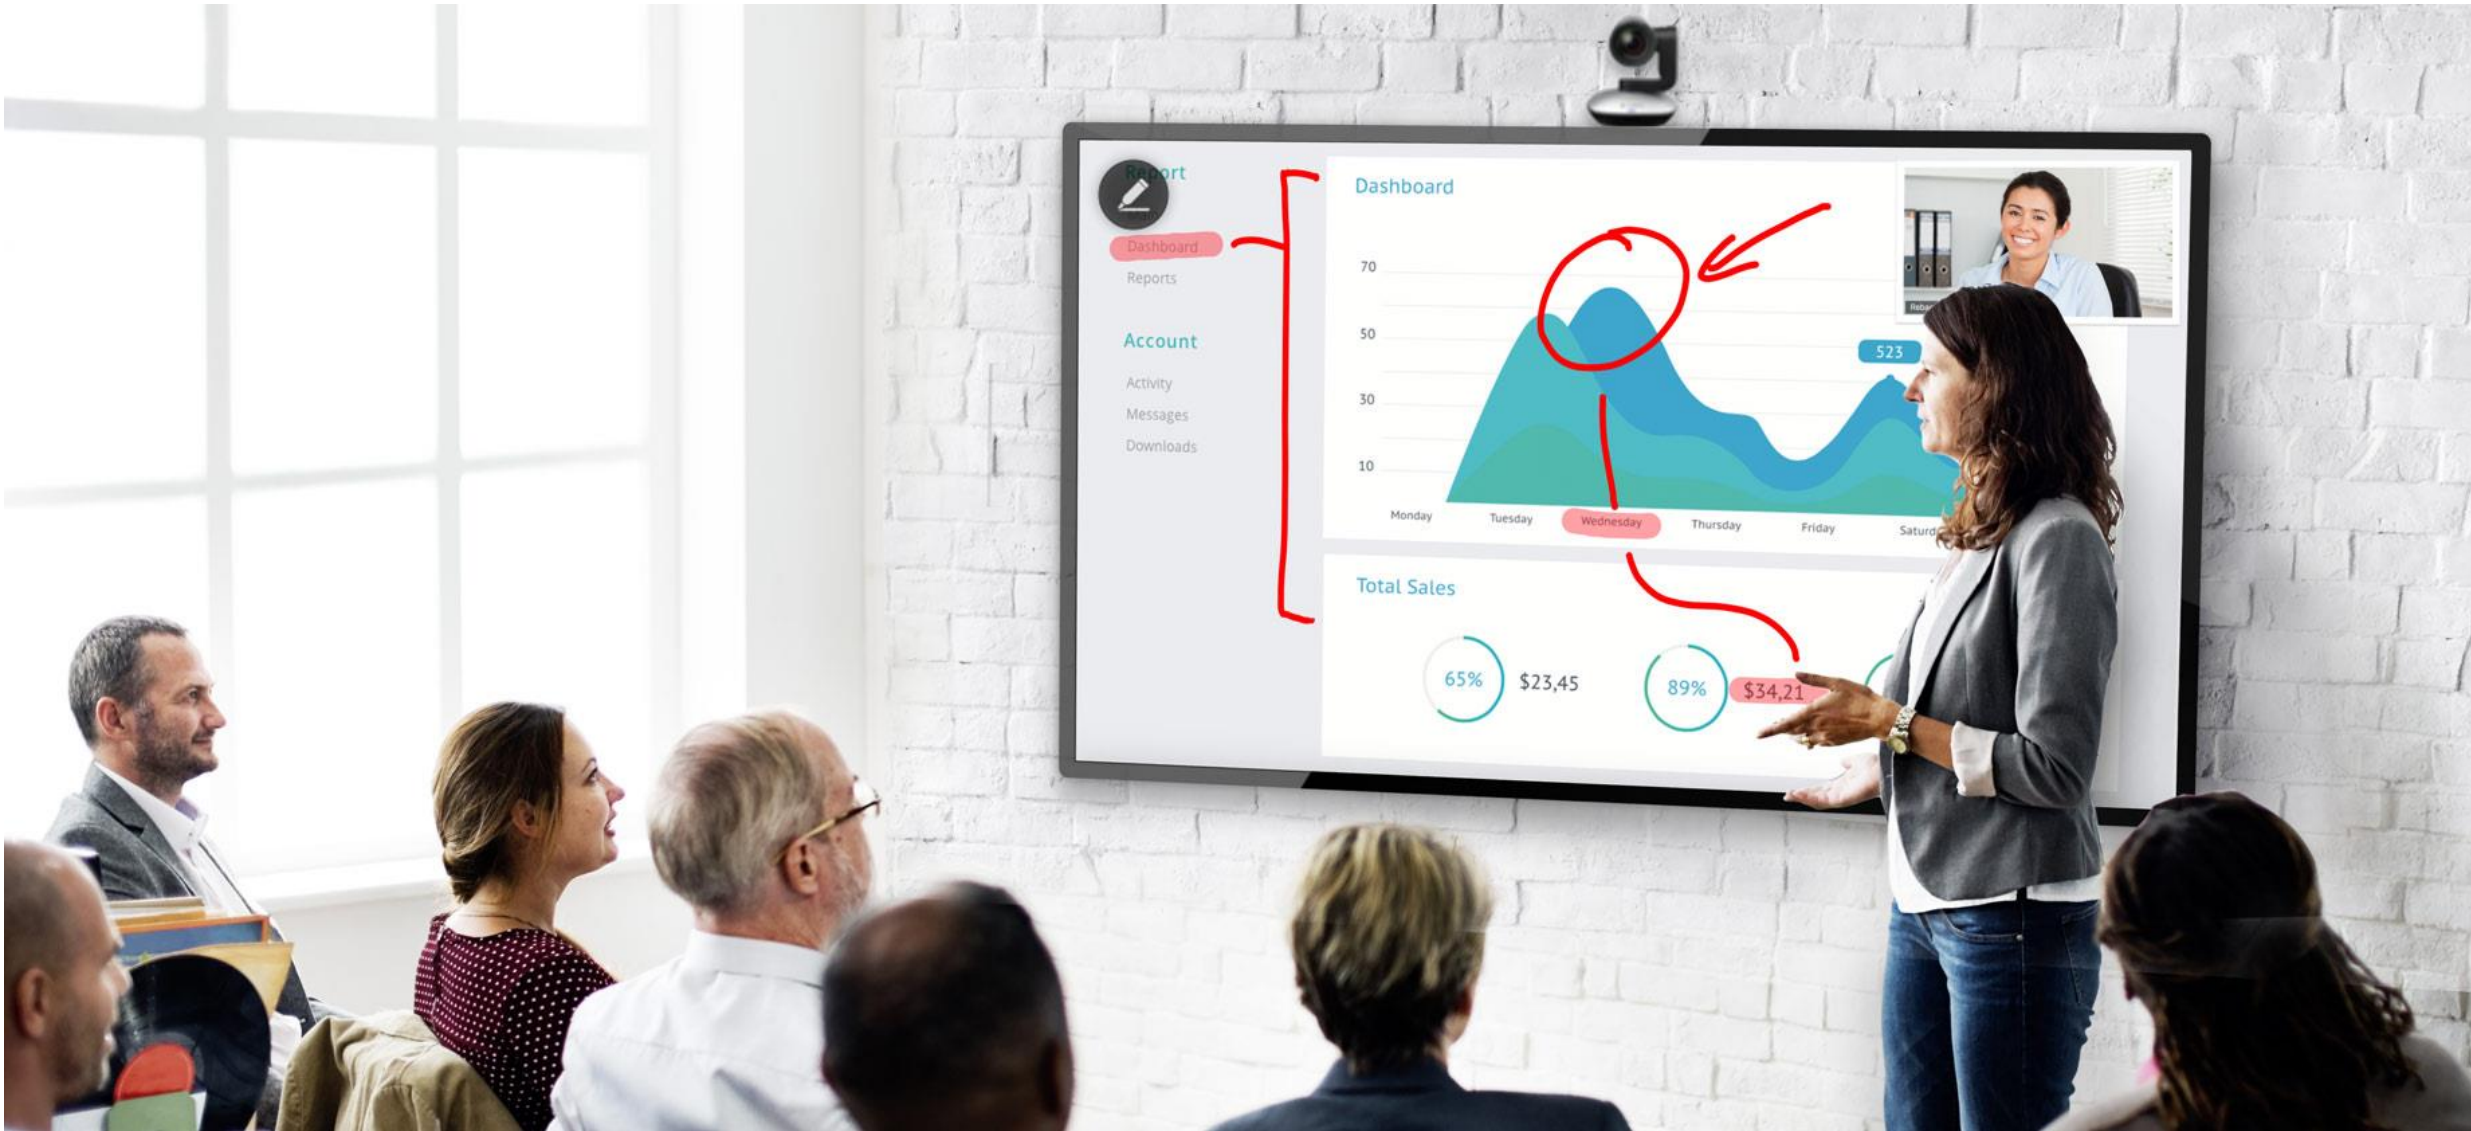 Report
Dashboard
Reports
Account
Activity
Messages
Downloads
Dashboard
70
50
30
10
523
Monday
Tuesday
Wednesday
Thursday
Friday
Total Sales
65%
$23,45
89%
$34,21